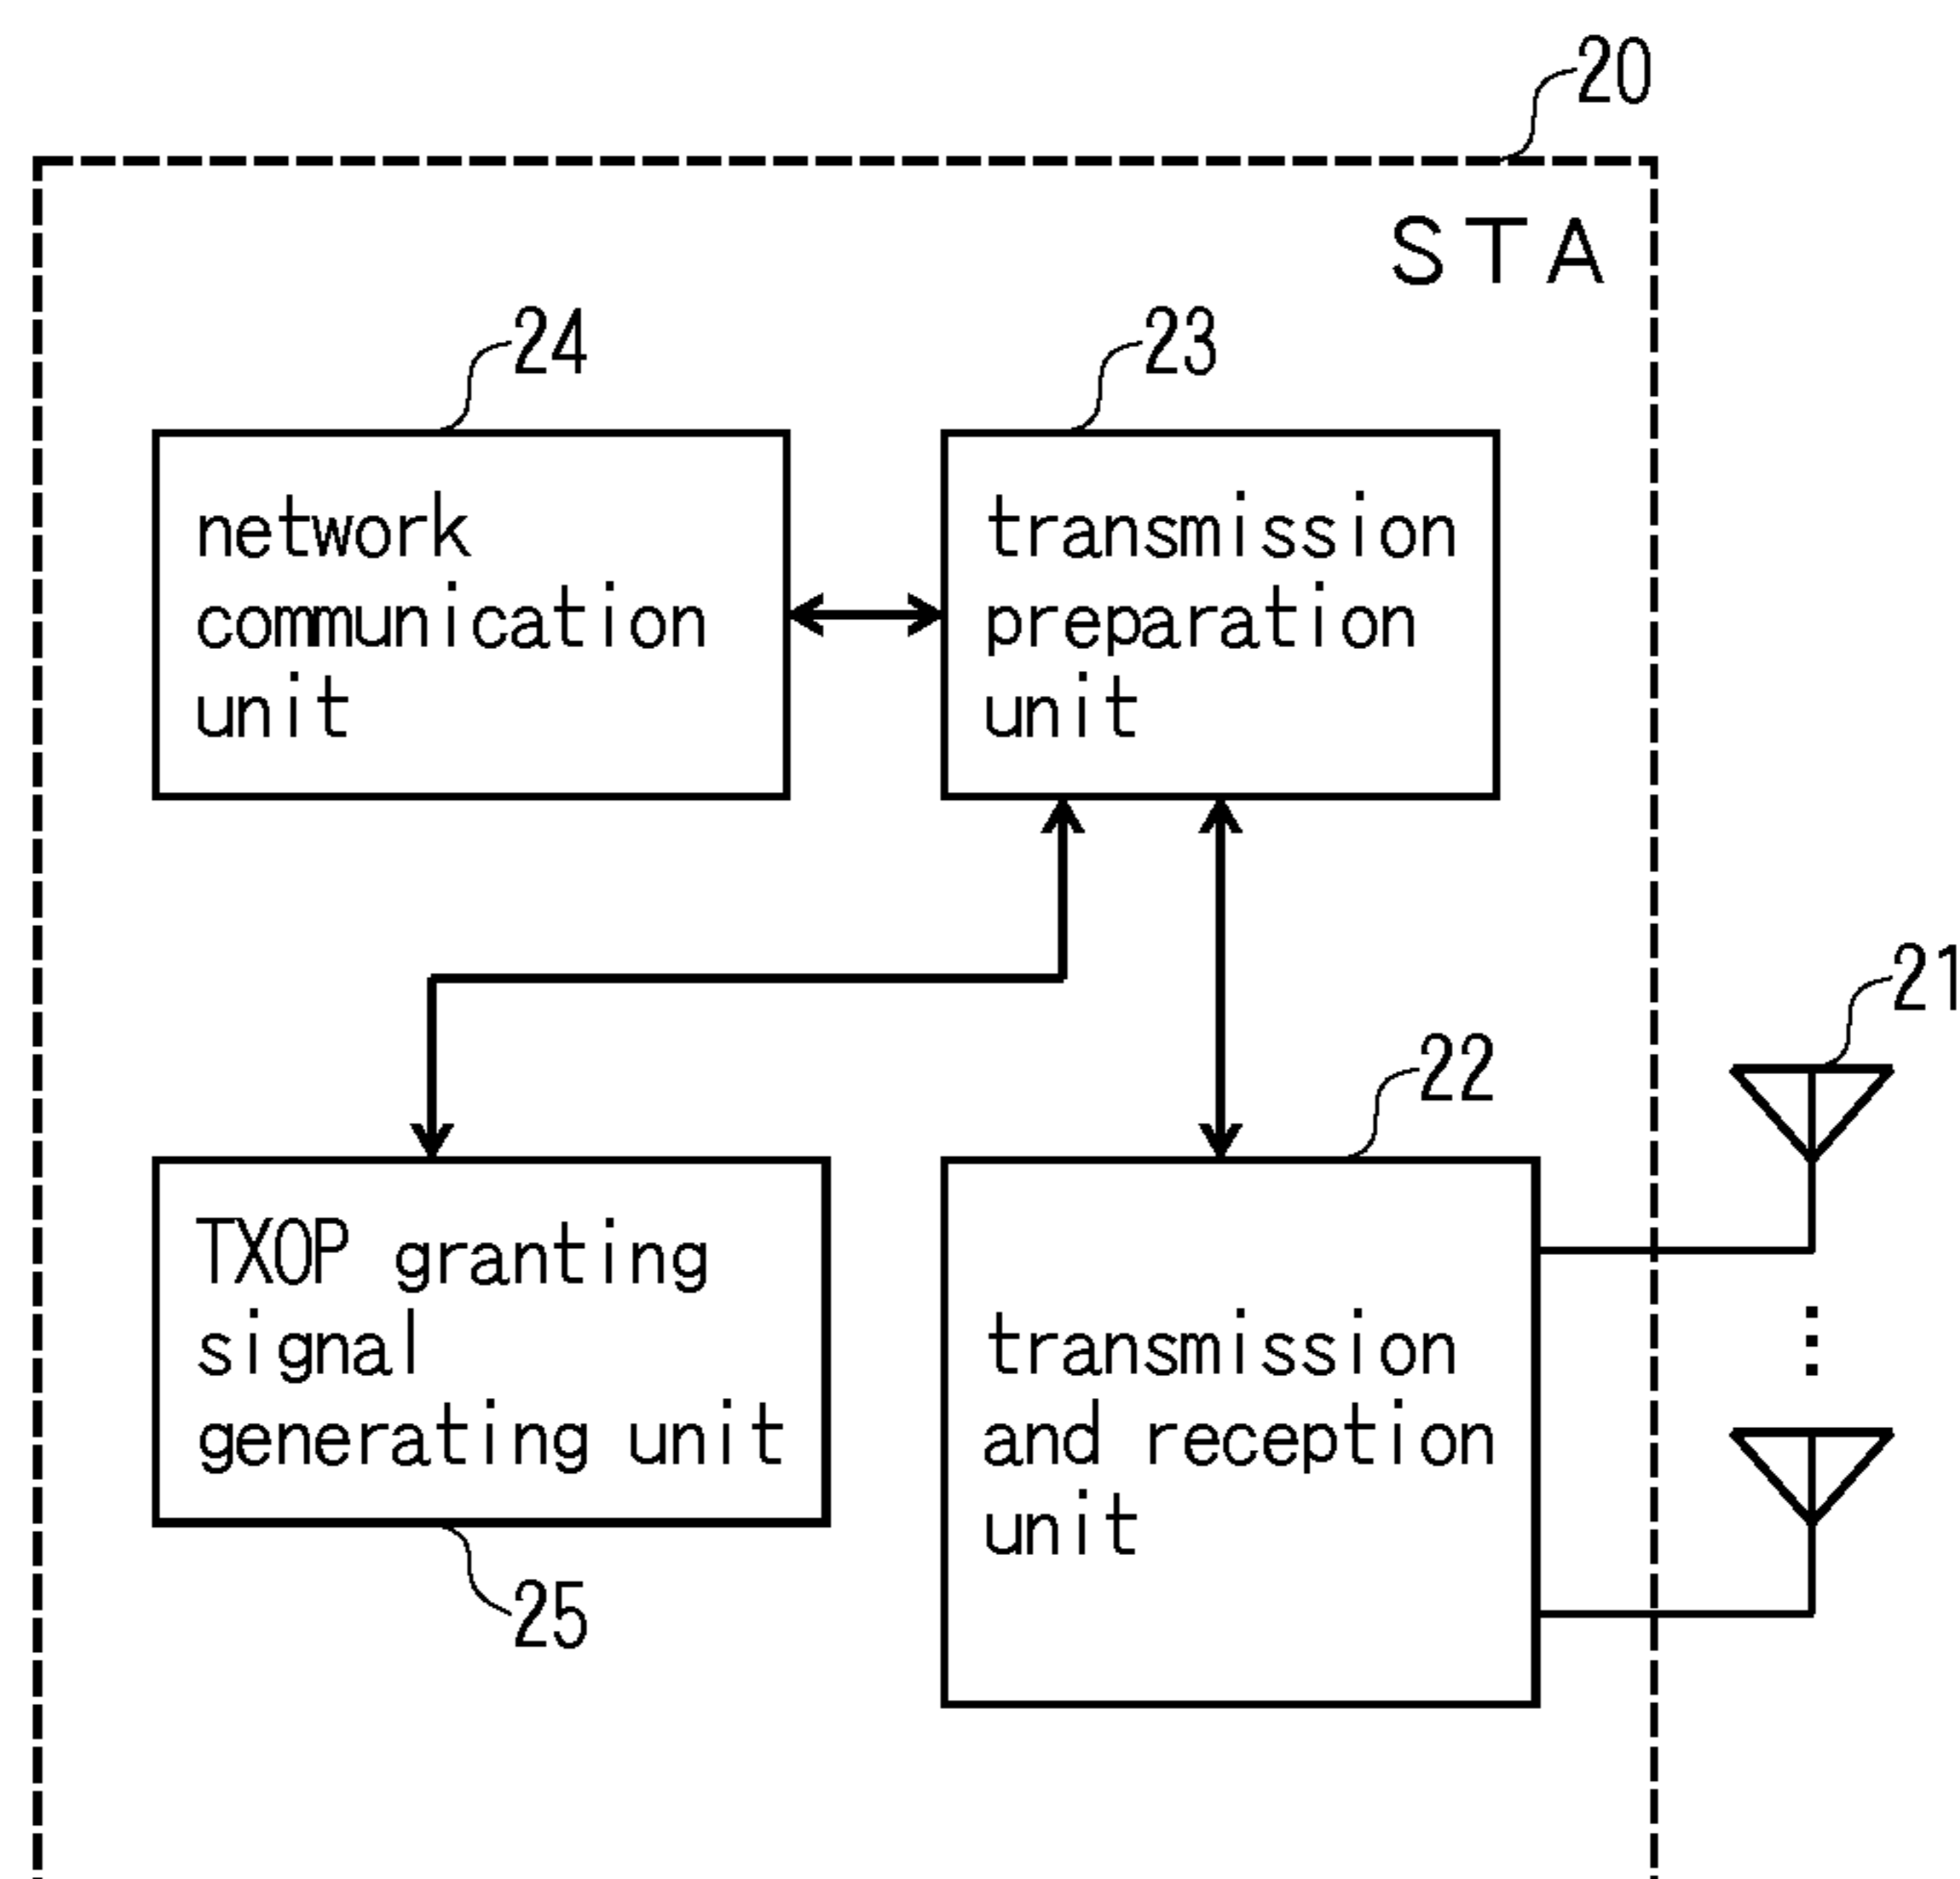 20
STA
24
23
network
communication
unit
transmission
preparation
unit
21
22
TXOP granting
signal
generating unit
transmission
and reception
unit
25